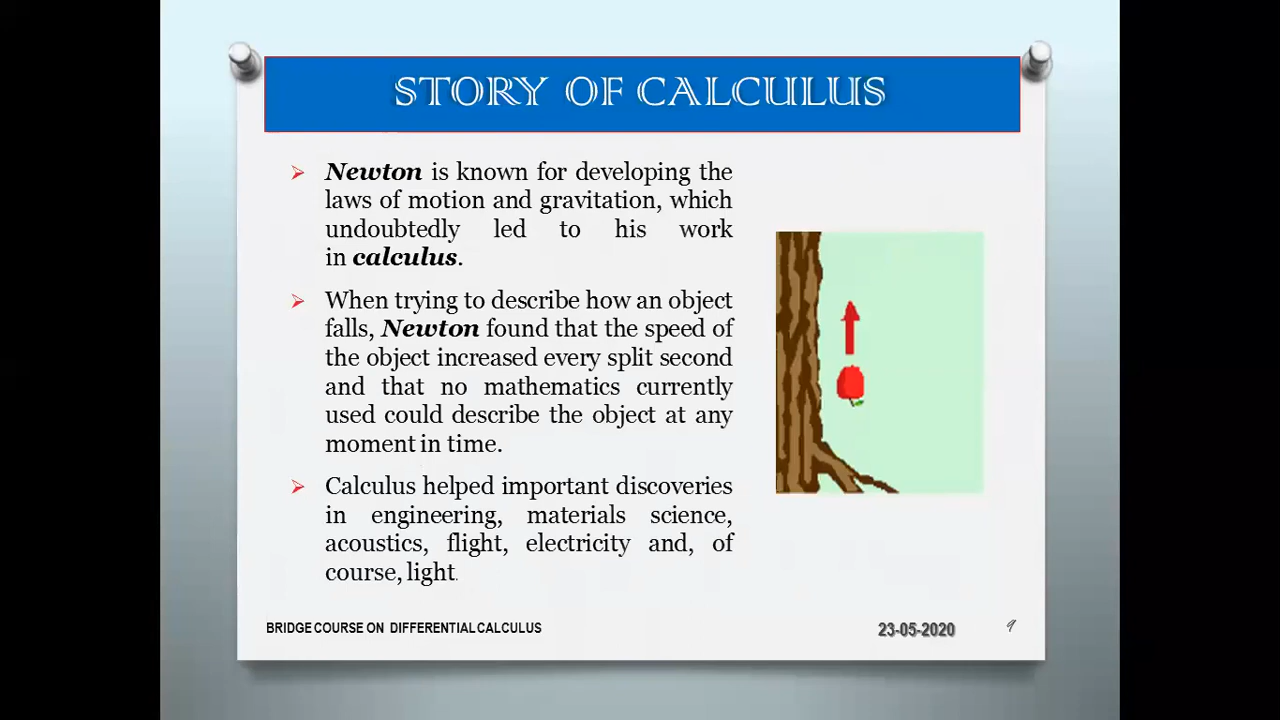 STORY OF CALCULUS
Newton is known for developing the
laws of motion and gravitation, which
undoubtedly led to his work
in calculus.
When trying to describe how an object
falls, Newton found that the speed of
the object increased every split second
and that no mathematics currently
used could describe the object at any
moment in time.
Calculus helped important discoveries
in engineering, materials science,
acoustics, flight, electricity and, of
course, light.
BRIDGE COURSE ON DIFFERENTIAL CALCULUS
23-05-2020
9